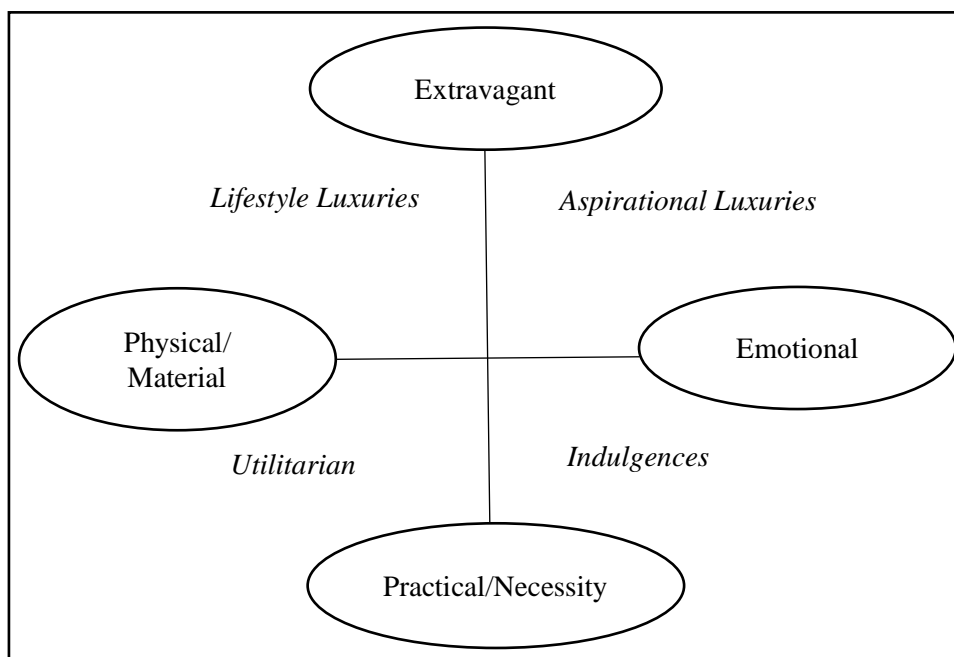 Extravagant
Lifestyle Luxuries
Aspirational Luxuries
Physical/
Material
Emotional
Utilitarian
Indulgences
Practical/Necessity